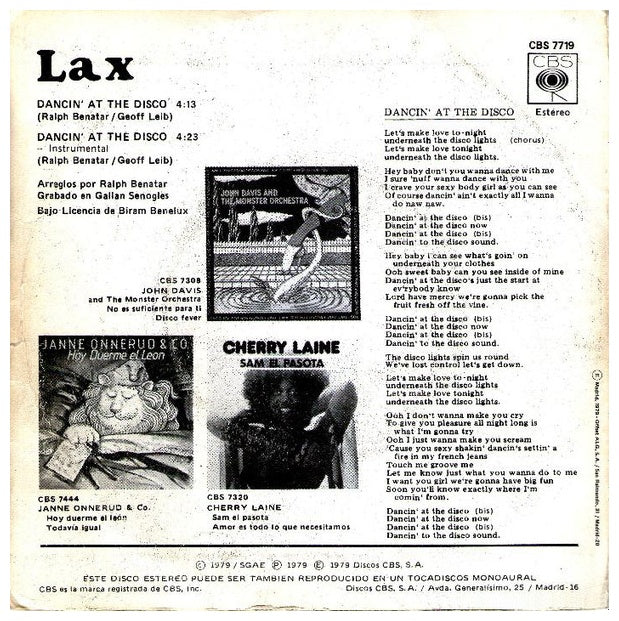 Lax
DANCIN' AT THE DISCO 4:13
(Ralph Benatar / Geoff Leib)
DANCIN' AT THE DISCO 4:23
- Instrumental
(Ralph Benatar / Geoff Leib)
Arreglos por Ralph Benatar
Grabado en Gallan Senogles
Bajo Licencia de Biram Benelux
JOHN DAVIS AND
THE MONSTER ORCHESTRA
CBS 7308
JOHN DAVIS
and The Monster Orchestra
No es suficiente para ti
Disco fever
JANNE ONNERUD & CO.
Hoy Duerme el Leon
CBS 7444
JANNE ONNERUD & Co.
Hoy duerme el león
Todavía igual
CHERRY LAINE
SAM EL PASOTA
CBS 7320
CHERRY LAINE
Sam el pasota
Amor es todo lo que necesitamos
CBS 7719
CBS
Estéreo
DANCIN' AT THE DISCO
Let's make love to-night
underneath the disco lights (chorus)
Let's make love tonight
underneath the disco lights.
Hey baby don't you wanna dance with me
I sure 'nuff wanna dance with you
I crave your sexy body girl as you can see
Of course dancin' ain't exactly all I wanna
do naw naw.
Dancin' at the disco (bis)
Dancin' at the disco now
Dancin' at the disco (bis)
Dancin' to the disco sound.
Hey baby I can see what's goin' on
underneath your clothes
Ooh sweet baby can you see inside of mine
Dancin' at the disco's just the start at
ev'rybody know
Lord have mercy we're gonna pick the
fruit fresh off the vine.
Dancin' at the disco (bis)
Dancin' at the disco now
Dancin' at the disco (bis)
Dancin' to the disco sound.
The disco lights spin us round
We've lost control let's get down.
Let's make love to-night
underneath the disco lights
Let's make love tonight
underneath the disco lights.
Ooh I don't wanna make you cry
To give you pleasure all night long is
what I'm gonna try
Ooh I just wanna make you scream
'Cause you sexy shakin' dancin's settin' a
fire in my french jeans
Touch me groove me
Let me know just what you wanna do to me
I want you girl we're gonna have big fun
Soon you'll know exactly where I'm
comin' from.
Dancin' at the disco (bis)
Dancin' at the disco now
Dancin' at the disco (bis)
Dancin' to the disco sound.
Ⓒ 1979 / SGAE Ⓟ 1979 Ⓔ 1979 Discos CBS, S.A.
ESTE DISCO ESTEREO PUEDE SER TAMBIEN REPRODUCIDO EN UN TOCADISCOS MONOAURAL
CBS es la marca registrada de CBS, Inc. Discos CBS, S.A. / Avda. Generalísimo, 25 / Madrid-16